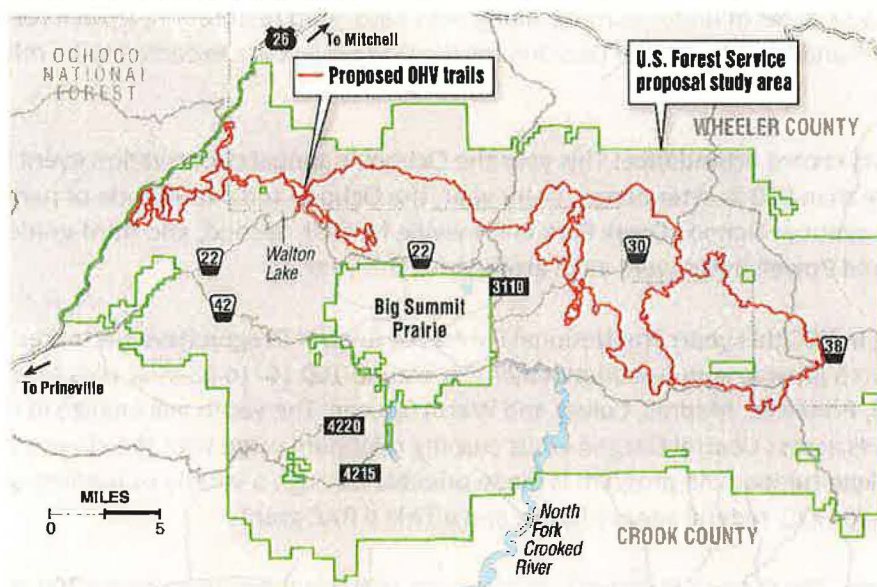 To Mitchell
26
OCHOCO
NATIONAL
FOREST
Proposed OHV trails
U.S. Forest Service
proposal study area
WHEELER COUNTY
22
Walton
Lake
22
30
42
3110
Big Summit
Prairie
38
To Prineville
4220
4215
MILES
0 5
North
Fork
Crooked
River
CROOK COUNTY